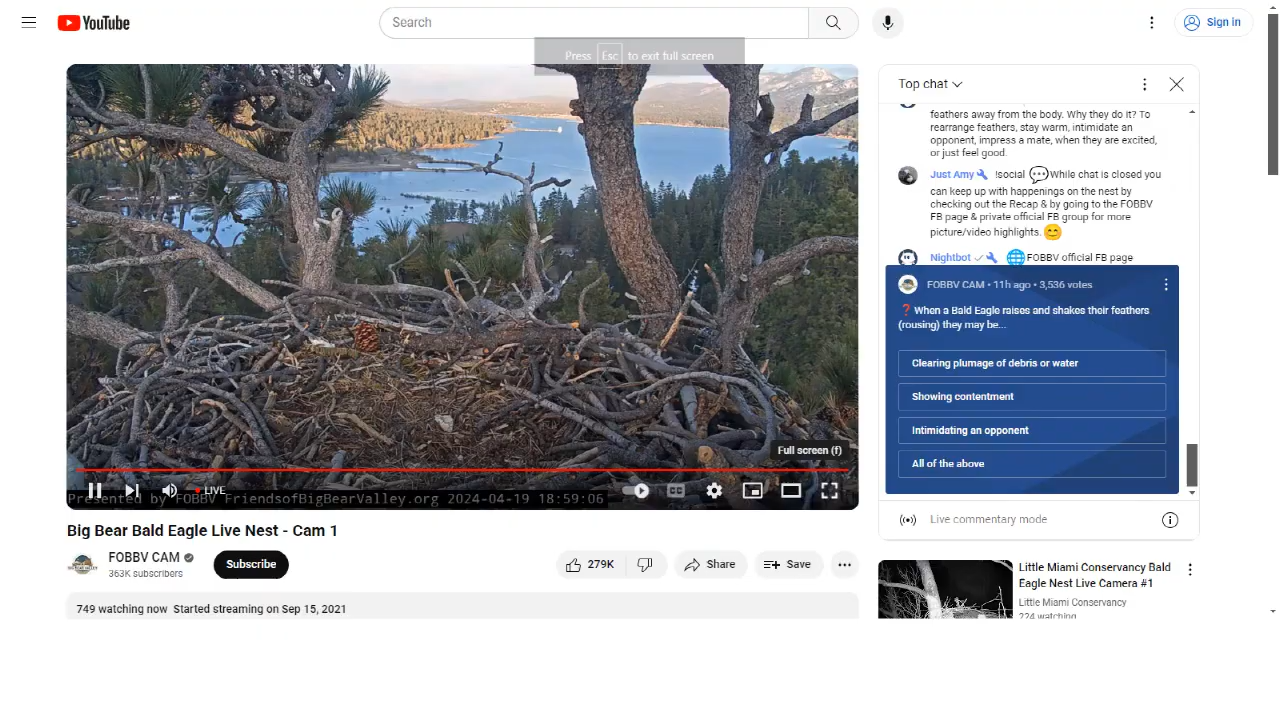 YouTube
Search
Sign in
Press Esc to exit full screen
Top chat
feathers away from the body. Why they do it? To
rearrange feathers, stay warm, intimidate an
opponent, impress a mate, when they are excited,
or just feel good.
Just Amy !social 💬While chat is closed you
can keep up with happenings on the nest by
checking out the Recap & by going to the FOBBV
FB page & private official FB group for more
picture/video highlights. 😊
Nightbot 🌐FOBBV official FB page
FOBBV CAM • 11h ago • 3,536 votes
❓When a Bald Eagle raises and shakes their feathers
(rousing) they may be...
Clearing plumage of debris or water
Showing contentment
Intimidating an opponent
All of the above
Live commentary mode
Full screen (f)
LIVE
Presented by FOBBV FriendsofBigBearValley.org 2024-04-19 18:59:06
Big Bear Bald Eagle Live Nest - Cam 1
FOBBV CAM
363K subscribers
Subscribe
279K
Share
Save
749 watching now Started streaming on Sep 15, 2021
Little Miami Conservancy Bald
Eagle Nest Live Camera #1
Little Miami Conservancy
224 watching